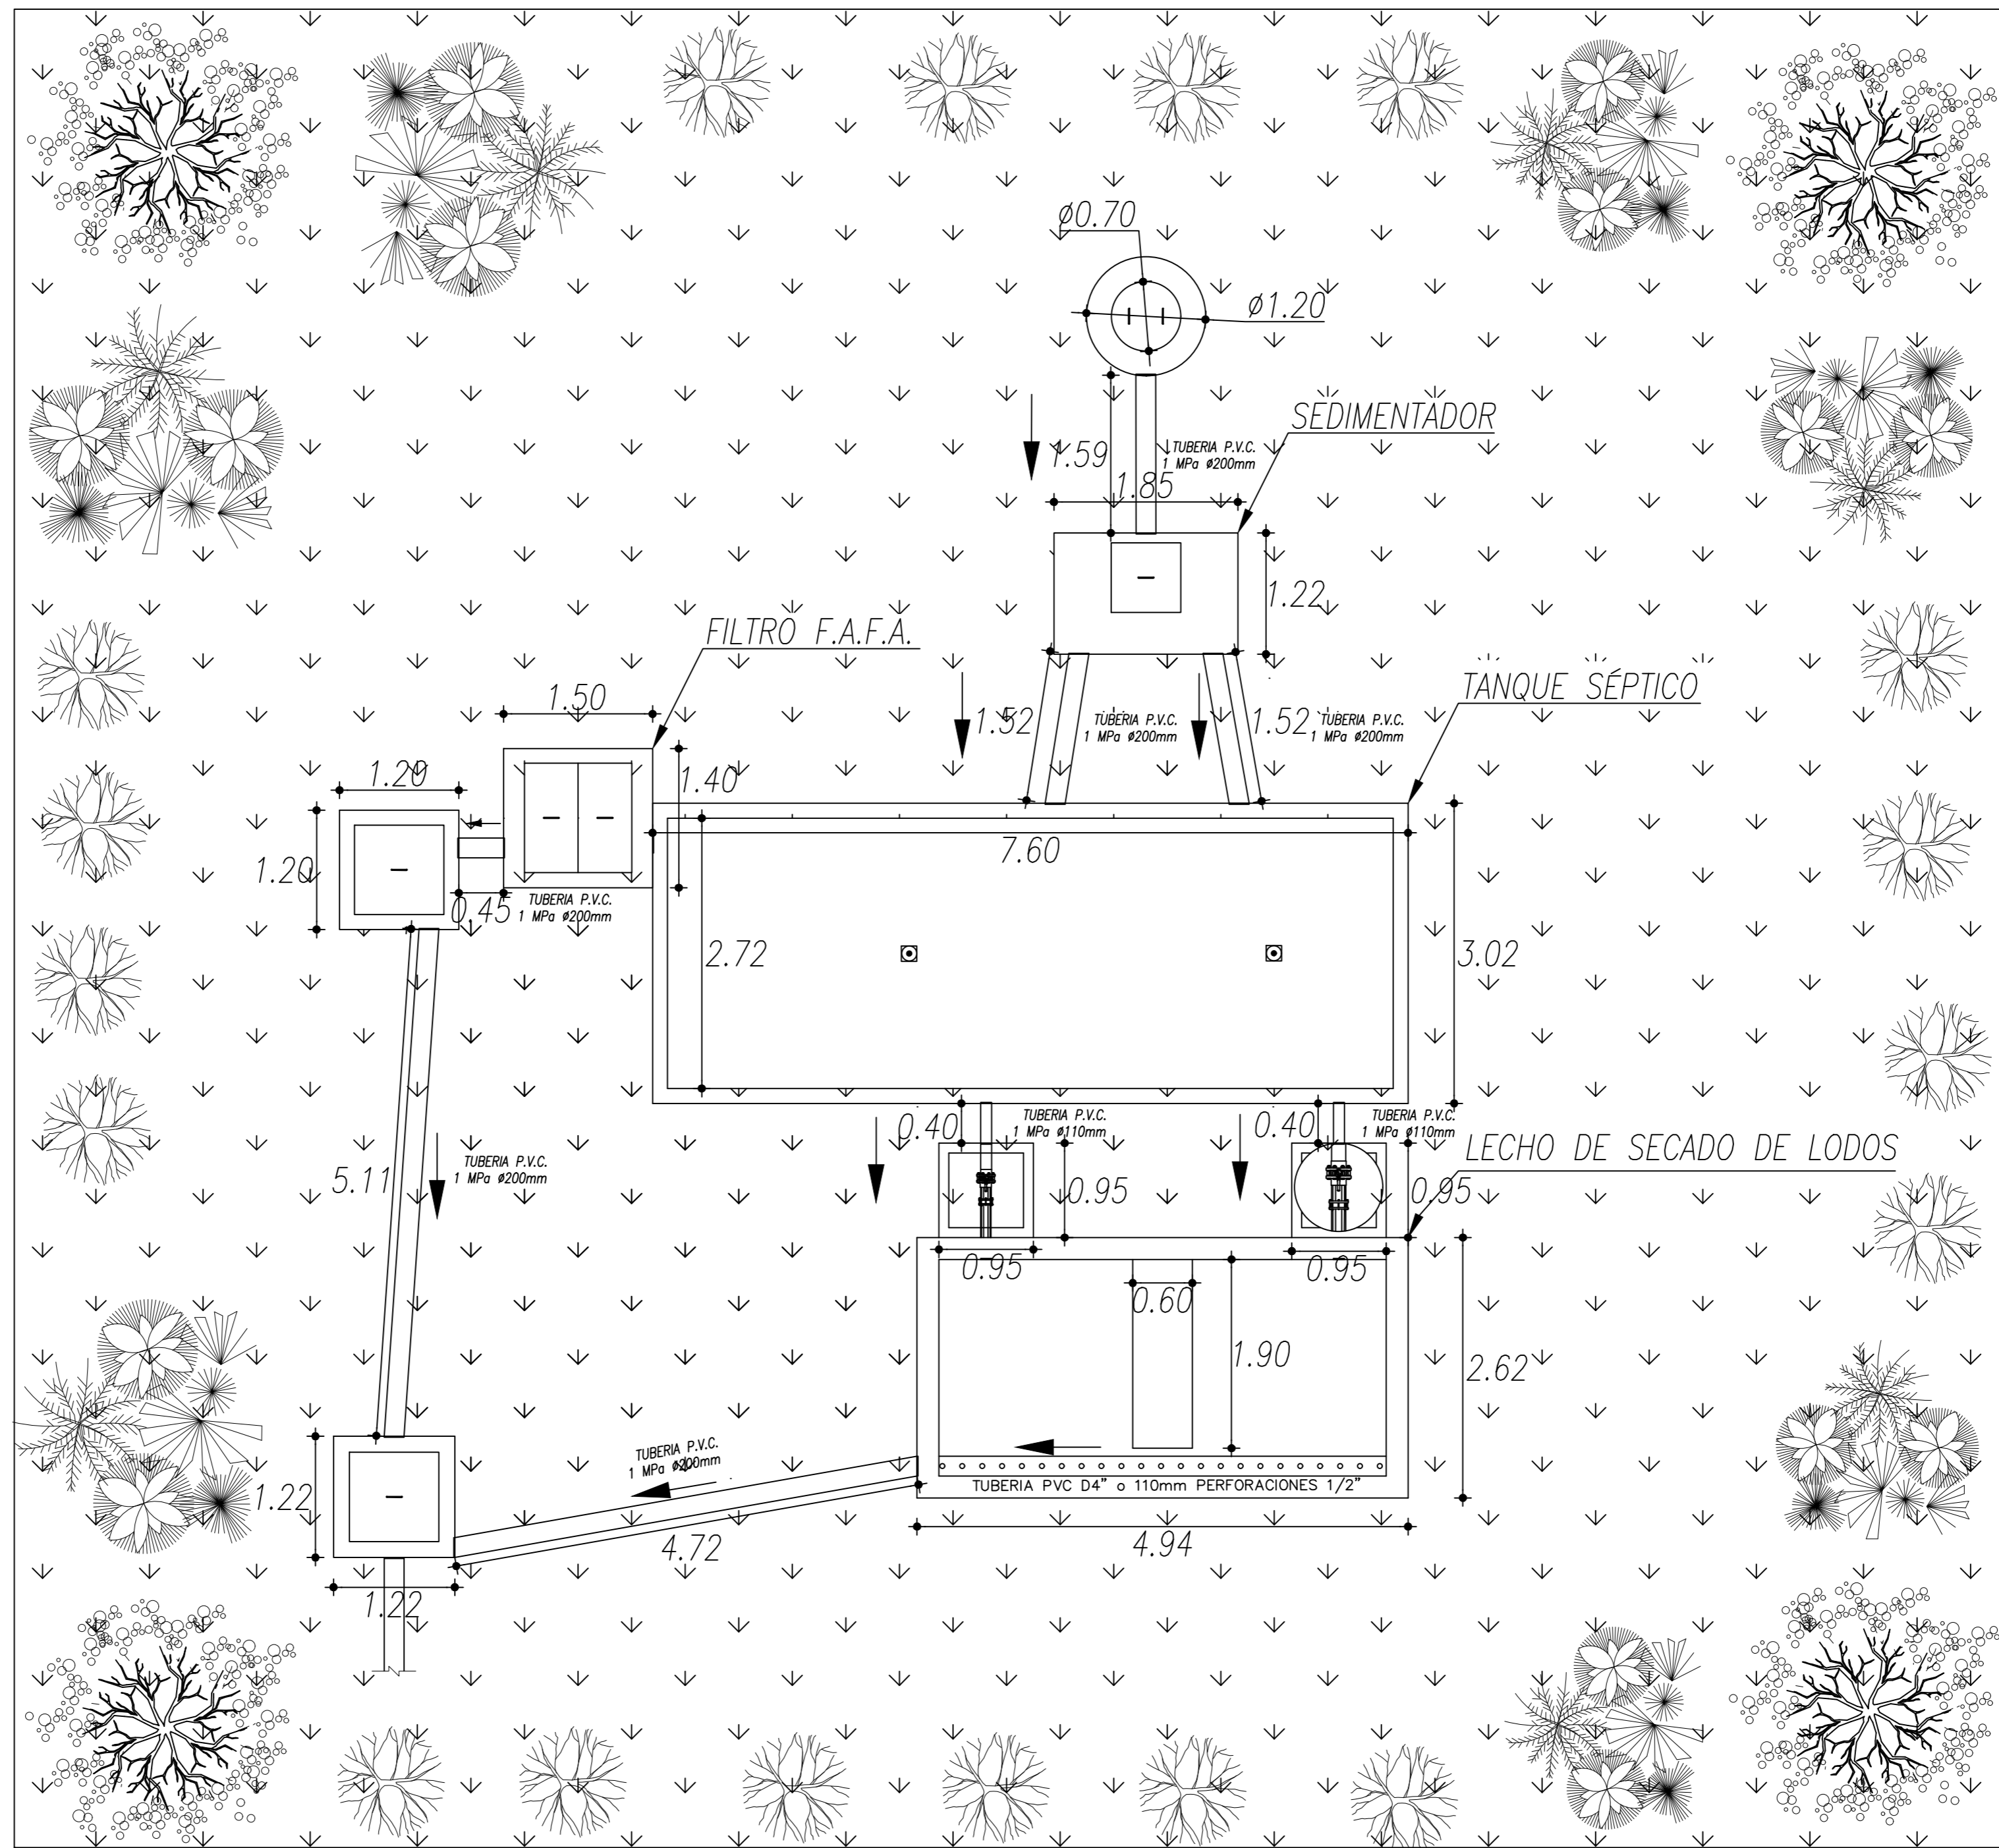 ø0.70
ø1.20
SEDIMENTADOR
1.59
TUBERIA P.V.C.
1 MPa ø200mm
1.85
1.22
FILTRO F.A.F.A.
TANQUE SÉPTICO
1.50
1.52
TUBERIA P.V.C.
1 MPa ø200mm
1.52
TUBERIA P.V.C.
1 MPa ø200mm
1.20
1.40
7.60
1.20
0.45
TUBERIA P.V.C.
1 MPa ø200mm
2.72
3.02
0.40
TUBERIA P.V.C.
1 MPa ø110mm
0.40
TUBERIA P.V.C.
1 MPa ø110mm
LECHO DE SECADO DE LODOS
5.11
TUBERIA P.V.C.
1 MPa ø200mm
0.95
0.95
0.95
0.95
0.60
1.90
2.62
TUBERIA P.V.C.
1 MPa ø200mm
TUBERIA PVC D4" o 110mm PERFORACIONES 1/2"
1.22
4.72
4.94
1.22